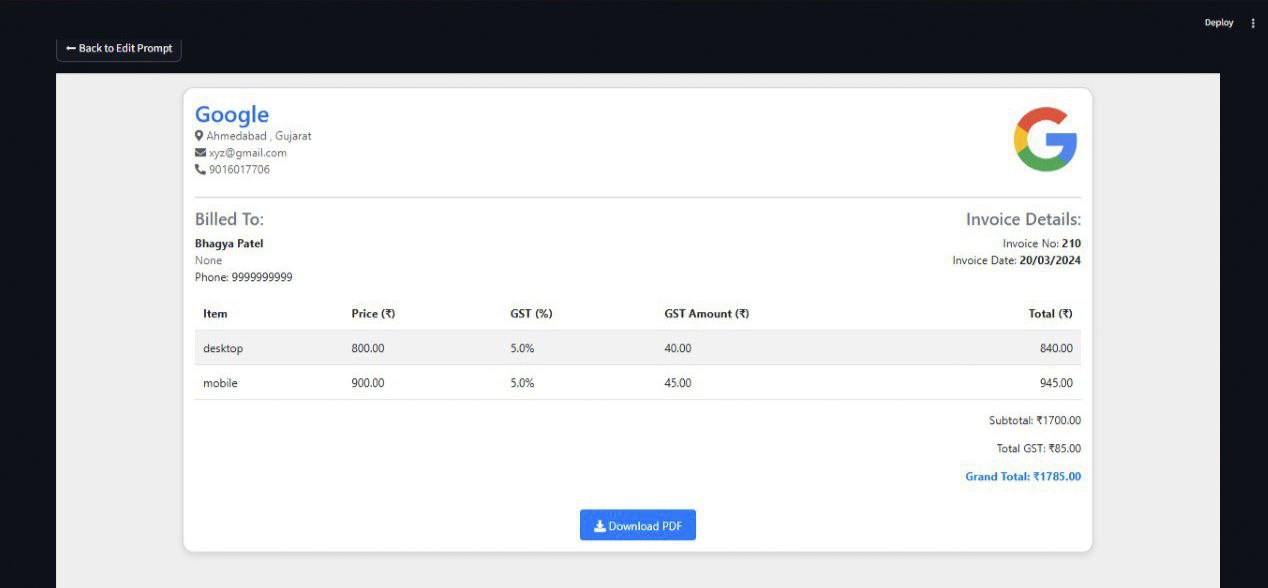 Deploy
Back to Edit Prompt
Google
Ahmedabad , Gujarat
xyz@gmail.com
9016017706
Billed To:
Invoice Details:
Bhagya Patel
Invoice No: 210
None
Invoice Date: 20/03/2024
Phone: 9999999999
Item Price (₹) GST (%) GST Amount (₹) Total (₹)
desktop 800.00 5.0% 40.00 840.00
mobile 900.00 5.0% 45.00 945.00
Subtotal: ₹1700.00
Total GST: ₹85.00
Grand Total: ₹1785.00
Download PDF